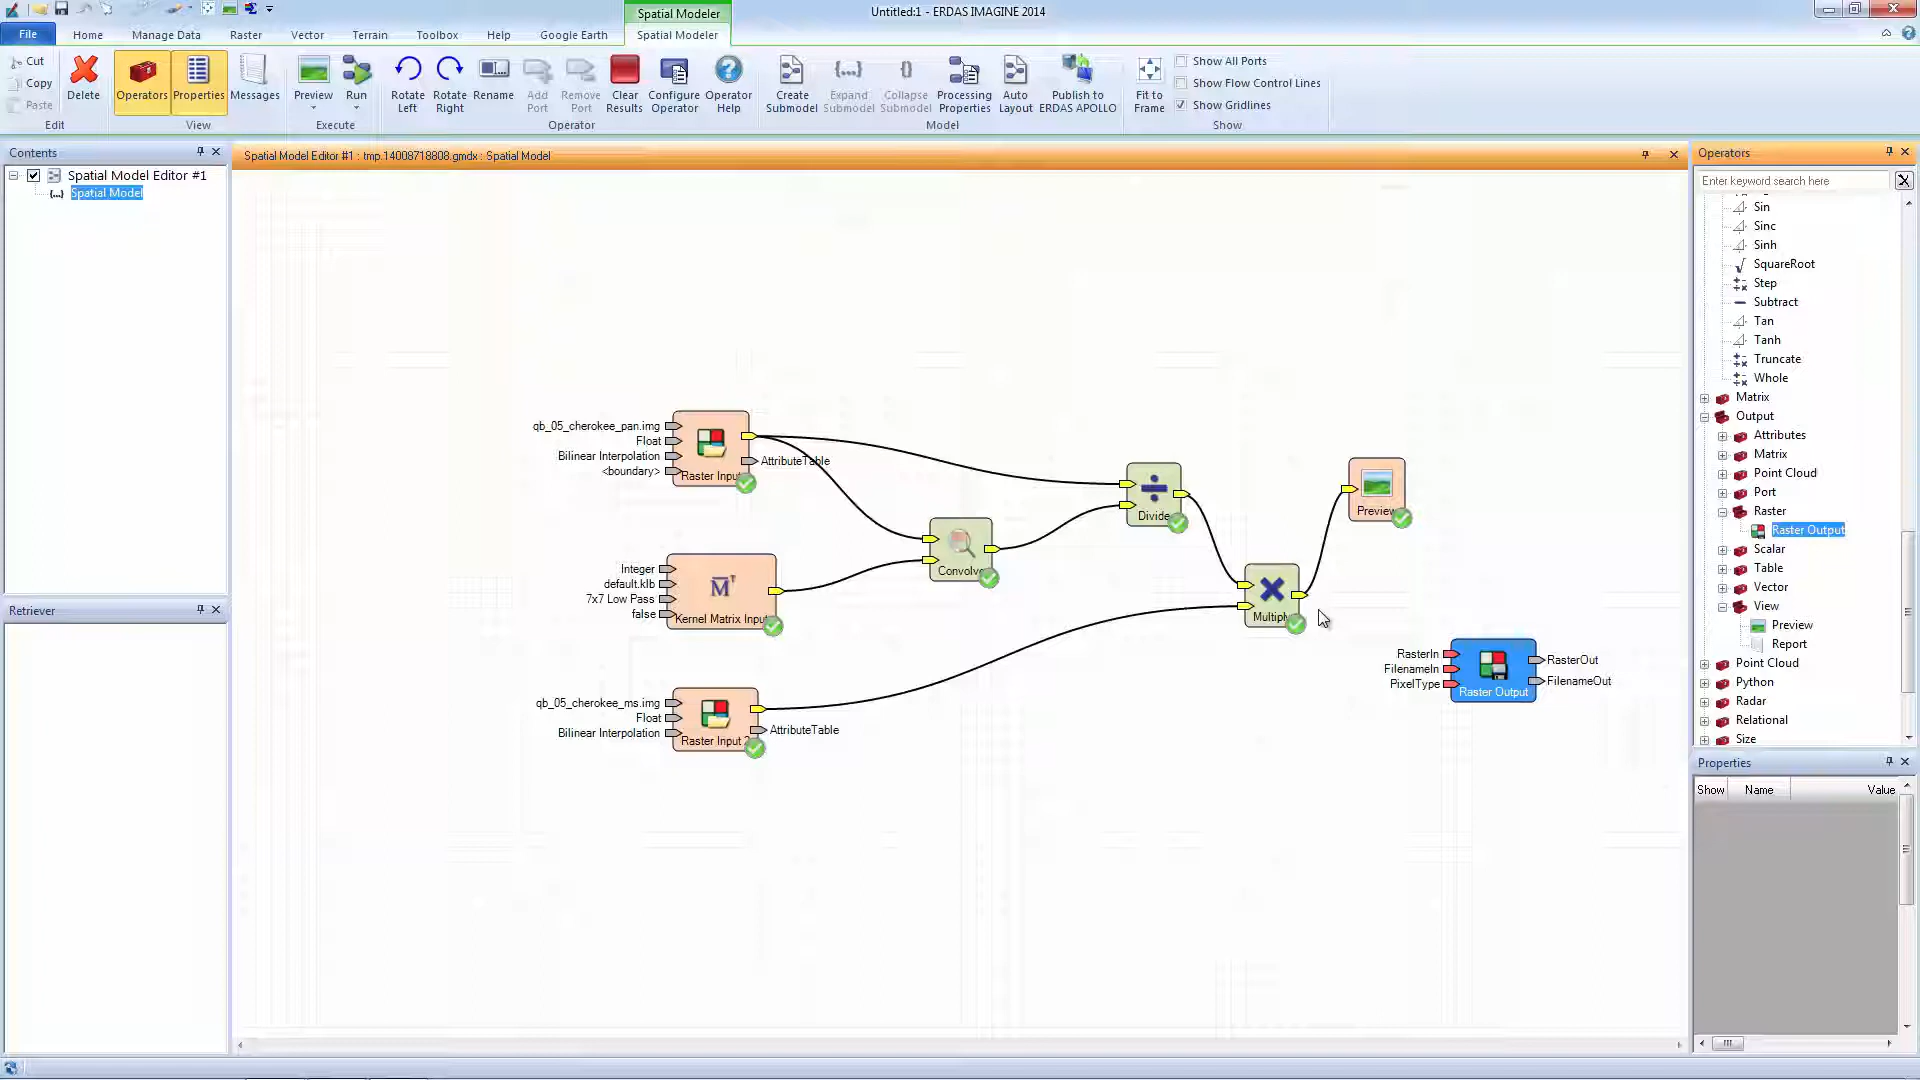 Spatial Modeler
Untitled:1 - ERDAS IMAGINE 2014
File
Home
Manage Data
Raster
Vector
Terrain
Toolbox
Help
Google Earth
Spatial Modeler
Cut
Copy
Paste
Delete
Edit
Operators
Properties
Messages
View
Preview
Run
Execute
Rotate Left
Rotate Right
Rename
Add Port
Remove Port
Clear Results
Configure Operator
Operator Help
Operator
Create Submodel
Expand Submodel
Collapse Submodel
Processing Properties
Auto Layout
Publish to ERDAS APOLLO
Model
Fit to Frame
Show All Ports
Show Flow Control Lines
Show Gridlines
Show
Contents
Spatial Model Editor #1
Spatial Model
Retriever
Spatial Model Editor #1 : tmp.14008718808.gmdx : Spatial Model
qb_05_cherokee_pan.img
Float
Bilinear Interpolation
<boundary>
Raster Input
AttributeTable
Integer
default.klb
7x7 Low Pass
false
Kernel Matrix Input
qb_05_cherokee_ms.img
Float
Bilinear Interpolation
Raster Input
AttributeTable
Convolve
Divide
Multiply
Preview
RasterIn
FilenameIn
PixelType
Raster Output
RasterOut
FilenameOut
Operators
Enter keyword search here
Sin
Sinc
Sinh
SquareRoot
Step
Subtract
Tan
Tanh
Truncate
Whole
Matrix
Output
Attributes
Matrix
Point Cloud
Port
Raster
Raster Output
Scalar
Table
Vector
View
Preview
Report
Point Cloud
Python
Radar
Relational
Size
Properties
Show
Name
Value